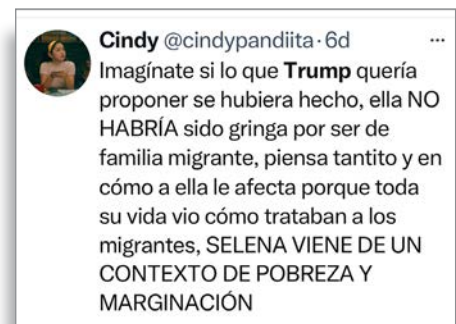 Cindy @cindypandiita · 6d ...
Imagínate si lo que Trump quería
proponer se hubiera hecho, ella NO
HABRÍA sido gringa por ser de
familia migrante, piensa tantito y en
cómo a ella le afecta porque toda
su vida vio cómo trataban a los
migrantes, SELENA VIENE DE UN
CONTEXTO DE POBREZA Y
MARGINACIÓN